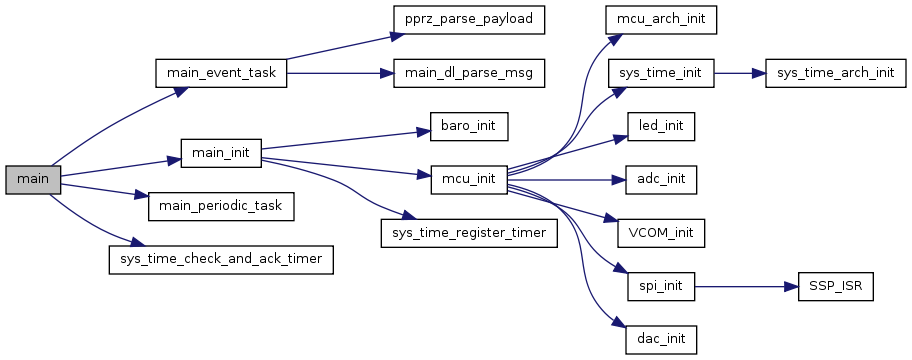 main
main_event_task
pprz_parse_payload
main_dl_parse_msg
main_init
baro_init
mcu_init
mcu_arch_init
sys_time_init
sys_time_arch_init
led_init
adc_init
VCOM_init
spi_init
SSP_ISR
dac_init
sys_time_register_timer
main_periodic_task
sys_time_check_and_ack_timer